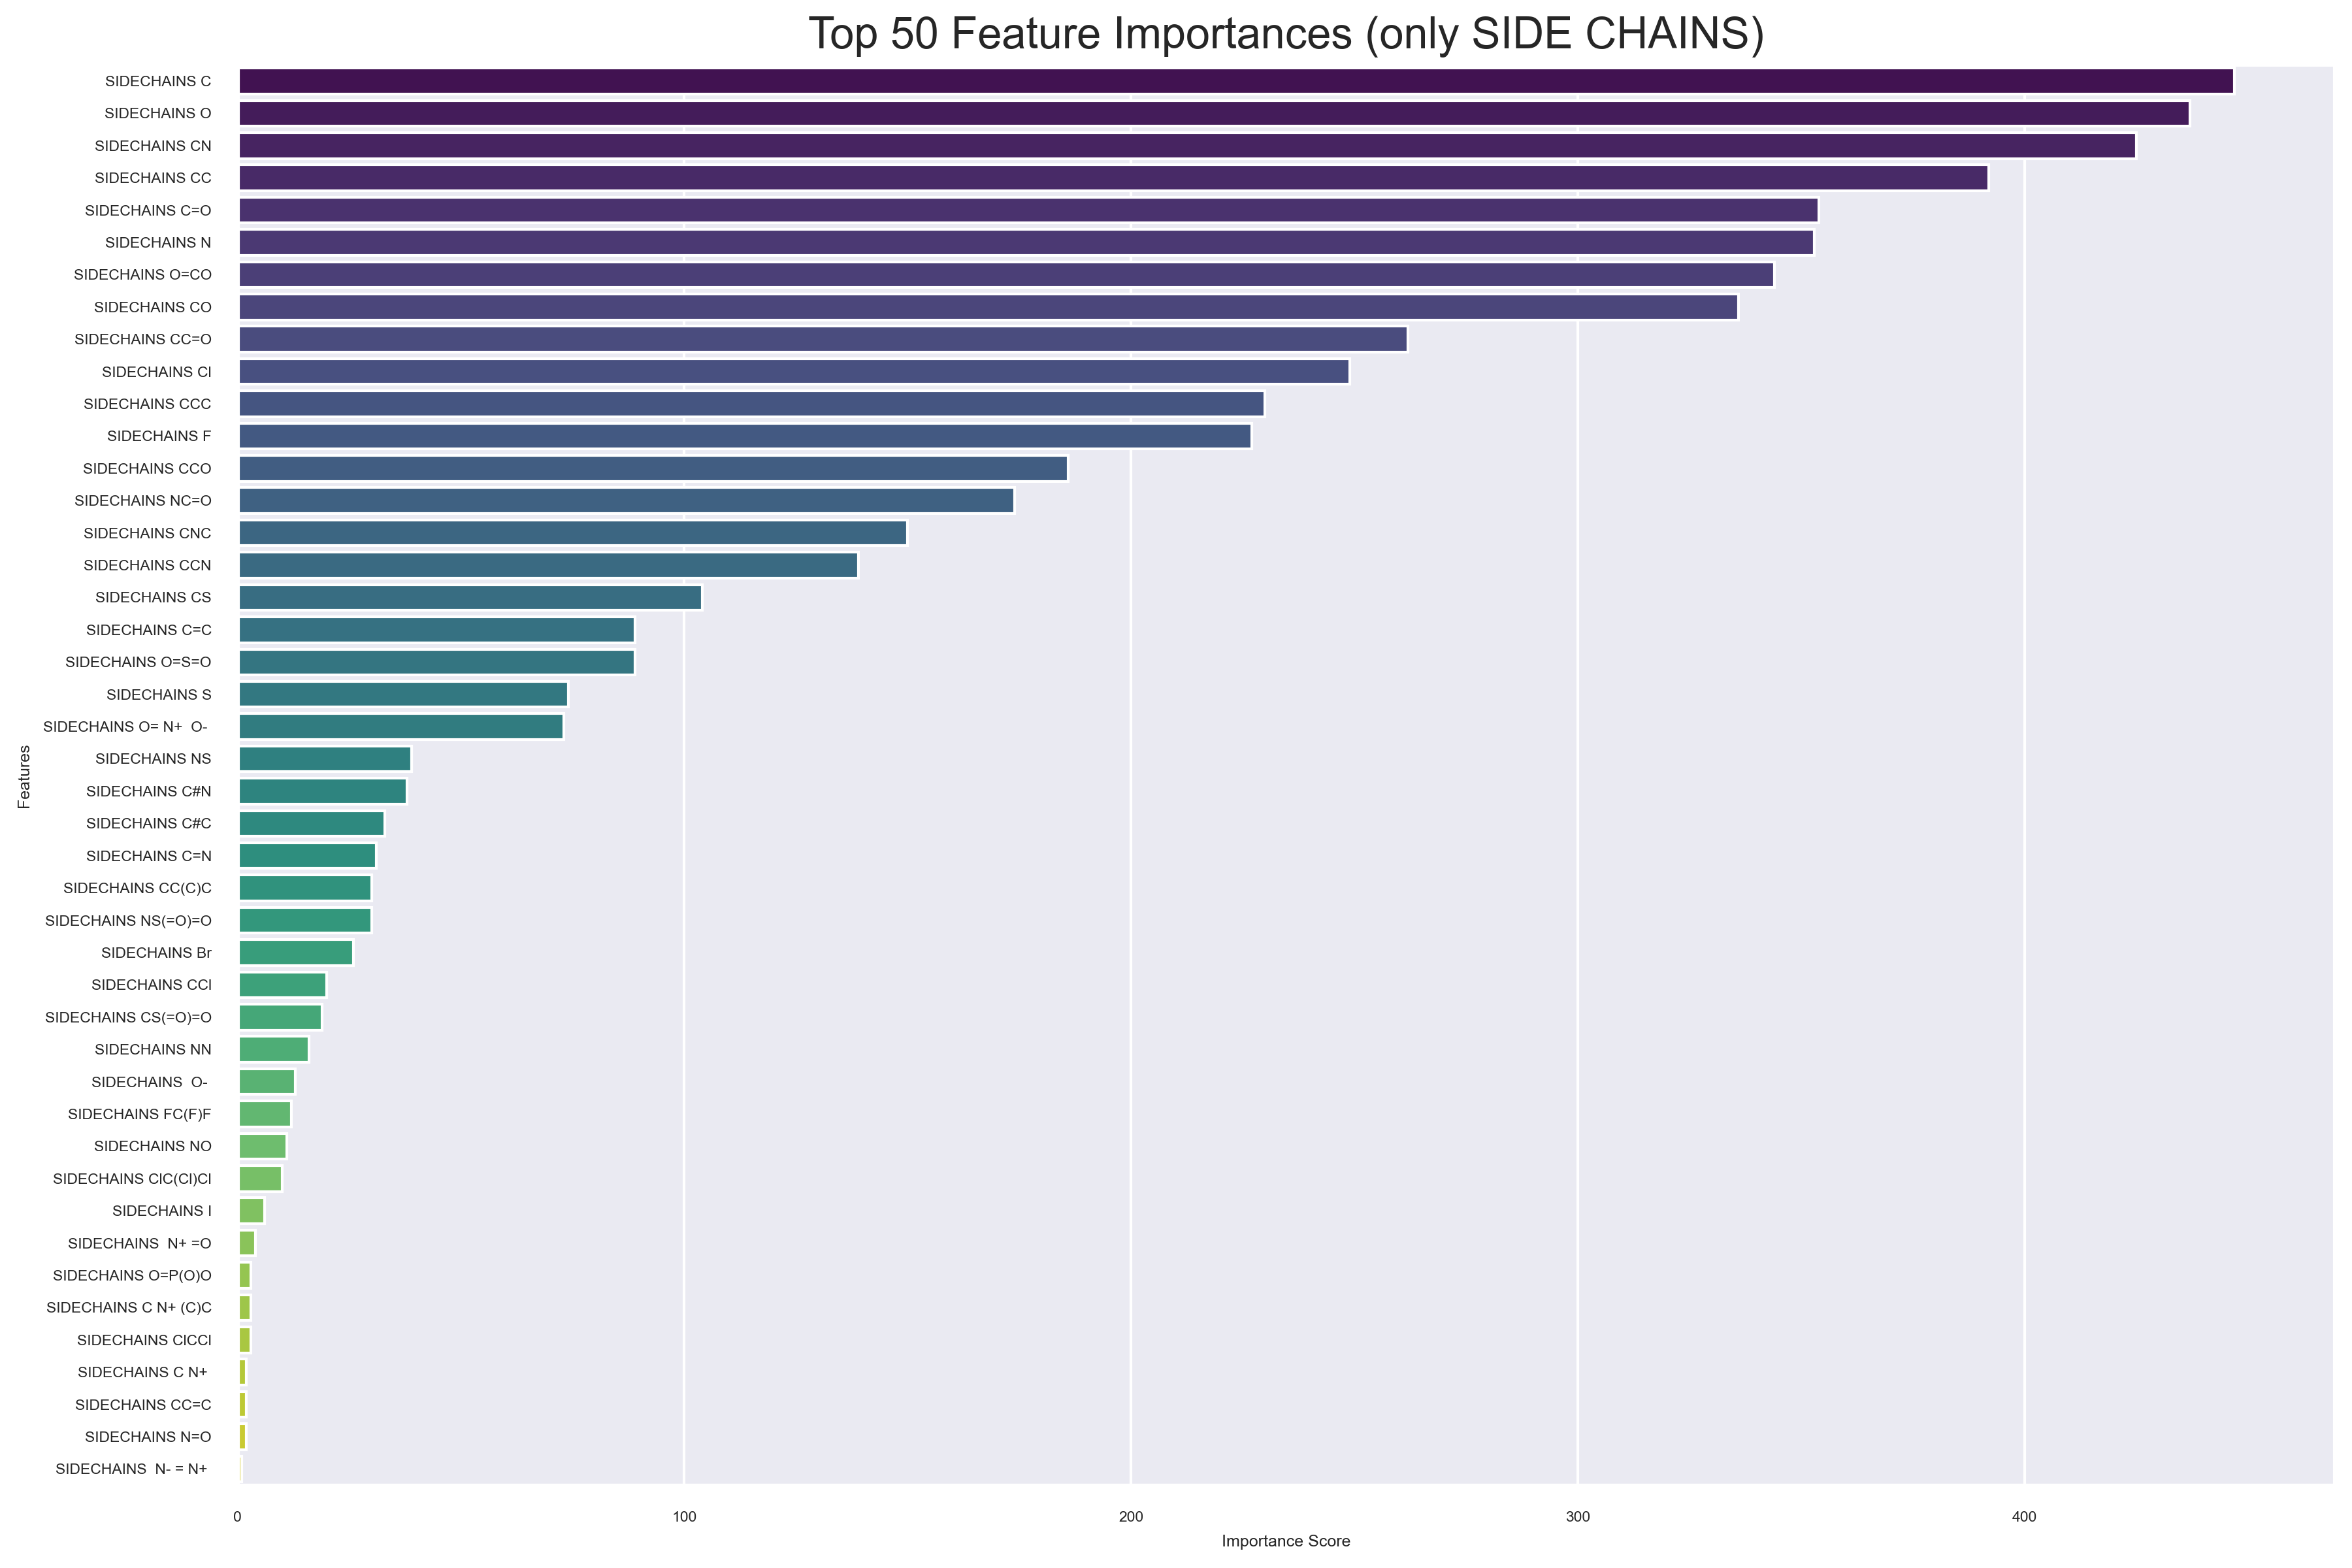 Top 50 Feature Importances (only SIDE CHAINS)
SIDECHAINS C
SIDECHAINS O
SIDECHAINS CN
SIDECHAINS CC
SIDECHAINS C=O
SIDECHAINS N
SIDECHAINS O=CO
SIDECHAINS CO
SIDECHAINS CC=O
SIDECHAINS Cl
SIDECHAINS CCC
SIDECHAINS F
SIDECHAINS CCO
SIDECHAINS NC=O
SIDECHAINS CNC
SIDECHAINS CCN
SIDECHAINS CS
SIDECHAINS C=C
SIDECHAINS O=S=O
SIDECHAINS S
SIDECHAINS O= N+  O-
SIDECHAINS NS
SIDECHAINS C#N
SIDECHAINS C#C
SIDECHAINS C=N
SIDECHAINS CC(C)C
SIDECHAINS NS(=O)=O
SIDECHAINS Br
SIDECHAINS CCl
SIDECHAINS CS(=O)=O
SIDECHAINS NN
SIDECHAINS  O-
SIDECHAINS FC(F)F
SIDECHAINS NO
SIDECHAINS ClC(Cl)Cl
SIDECHAINS I
SIDECHAINS  N+ =O
SIDECHAINS O=P(O)O
SIDECHAINS C N+ (C)C
SIDECHAINS ClCCl
SIDECHAINS C N+
SIDECHAINS CC=C
SIDECHAINS N=O
SIDECHAINS  N- = N+
Features
0 100 200 300 400
Importance Score